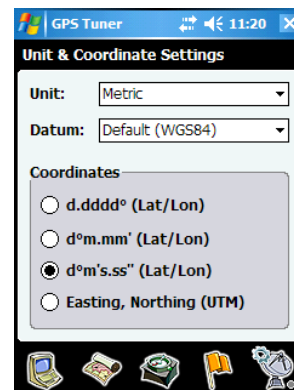 GPS Tuner 11:20
Unit & Coordinate Settings
Unit: Metric
Datum: Default (WGS84)
Coordinates
d.dddd° (Lat/Lon)
d°m.mm' (Lat/Lon)
d°m's.ss" (Lat/Lon)
Easting, Northing (UTM)